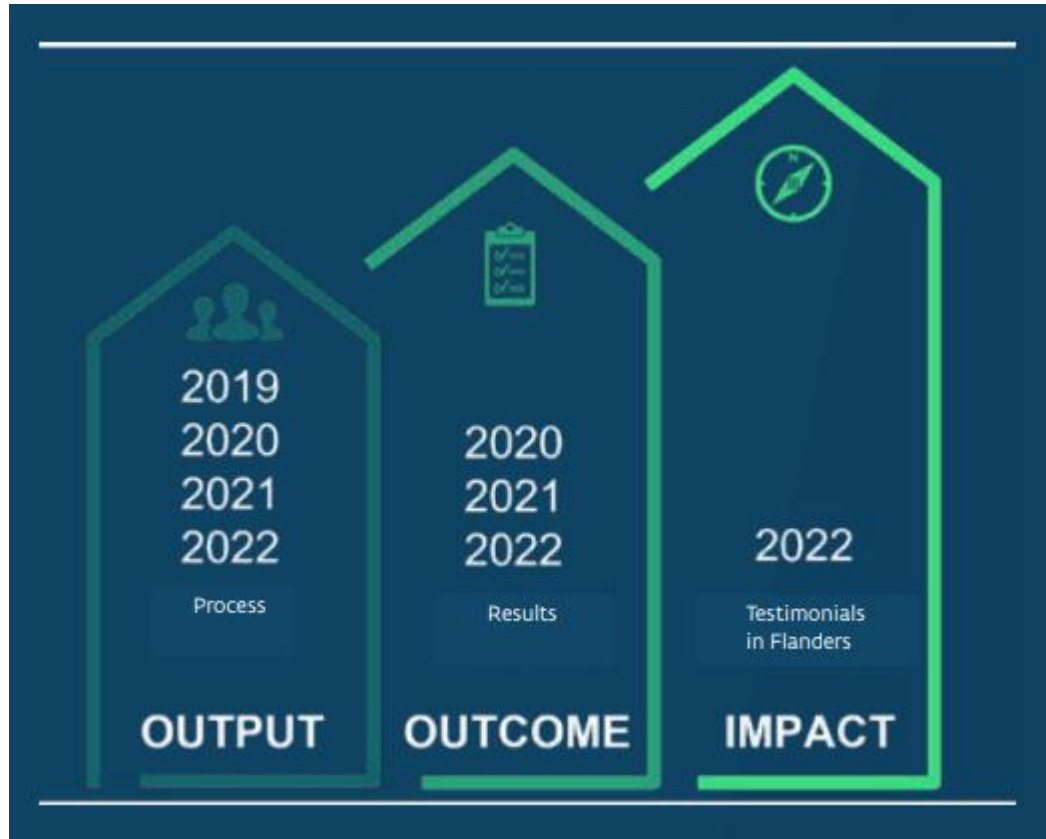 2019
2020
2021
2022
Process
OUTPUT
2020
2021
2022
Results
OUTCOME
N
2022
Testimonials
in Flanders
IMPACT